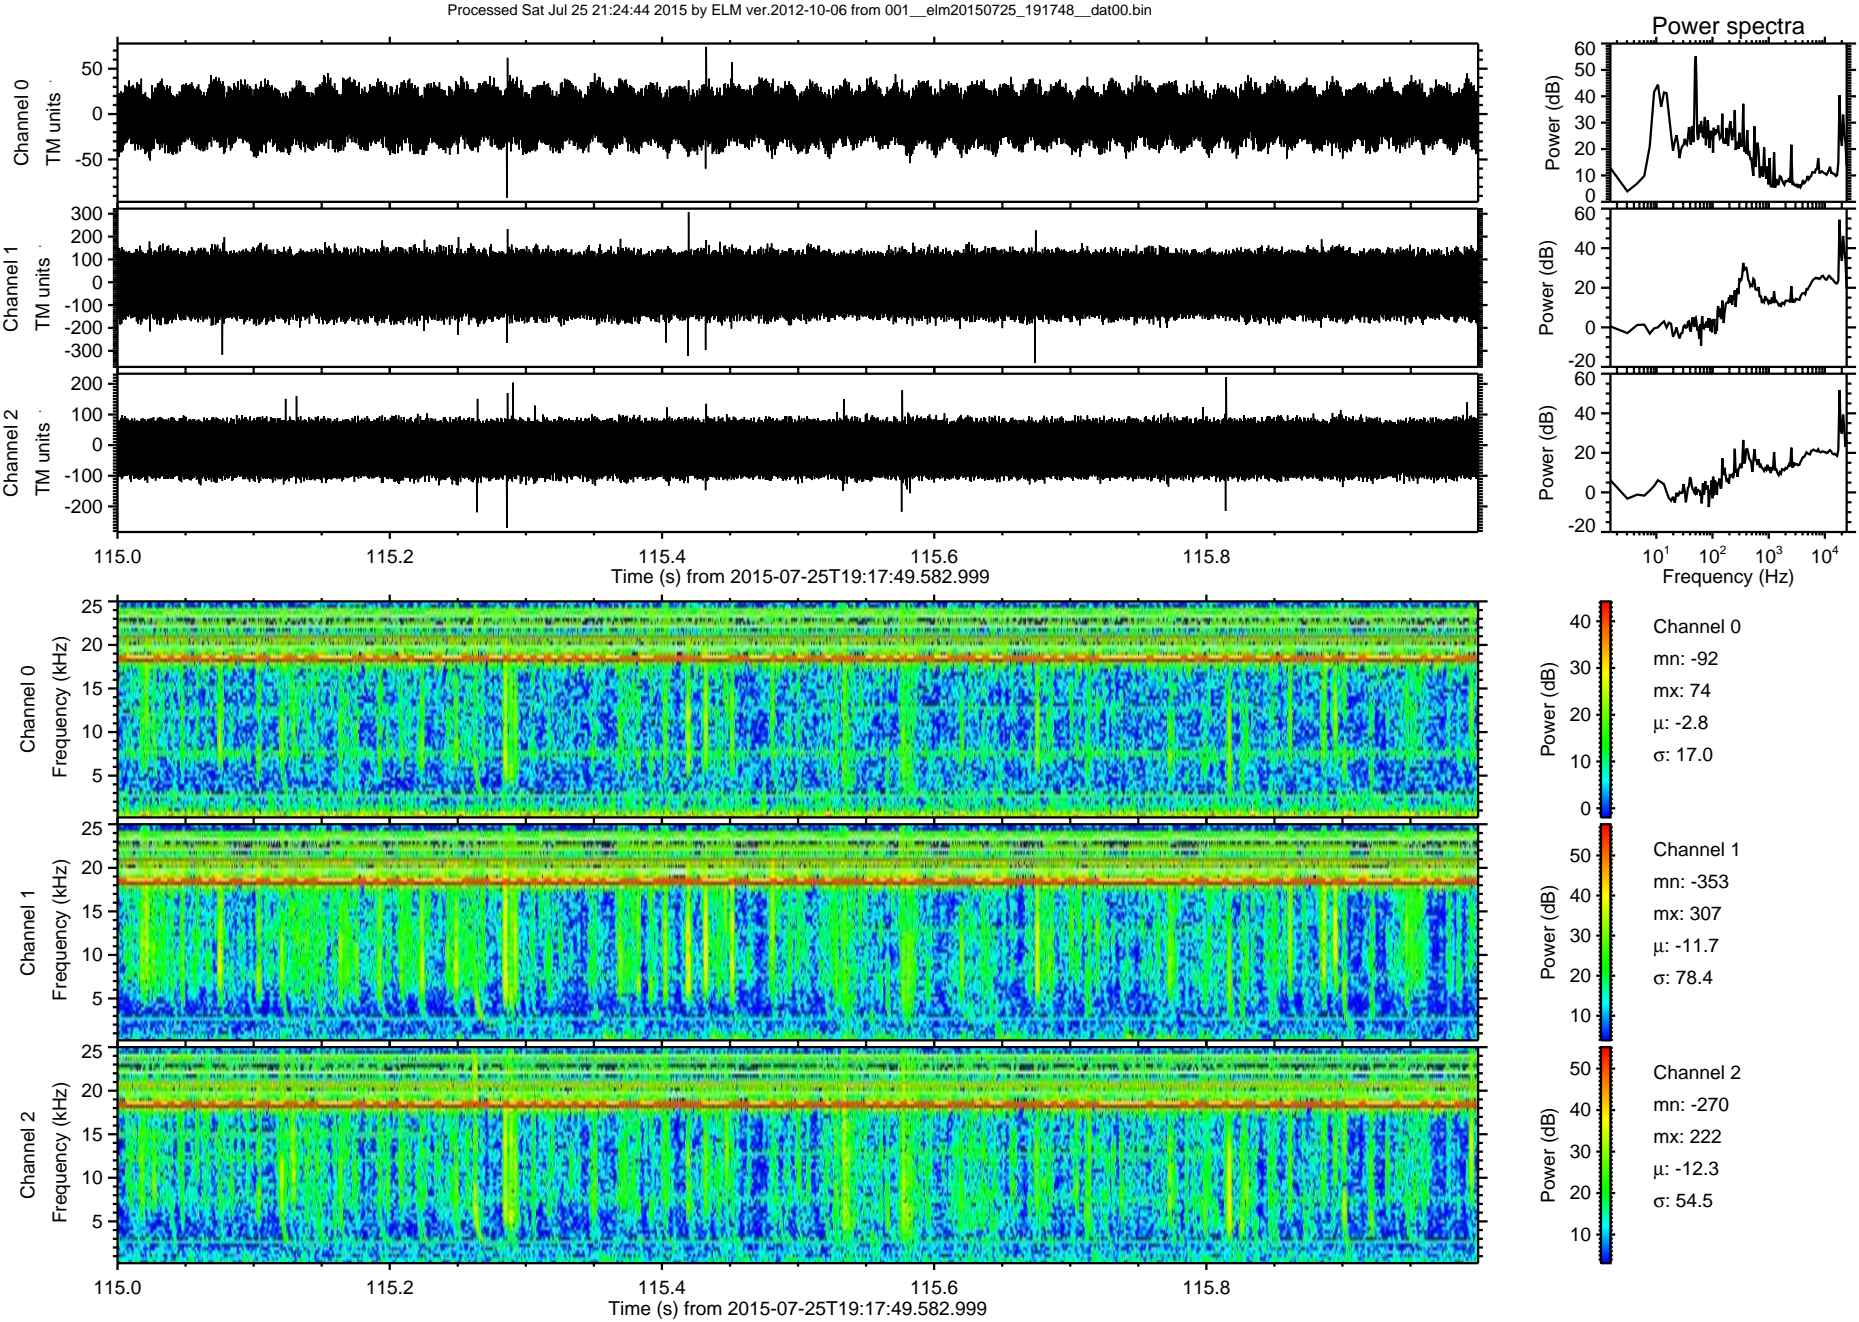 Processed Sat Jul 25 21:24:44 2015 by ELM ver.2012-10-06 from 001__elm20150725_191748__dat00.bin
Power spectra
Channel 0
TM units
50
0
-50
Power (dB)
60
50
40
30
20
10
0
Channel 1
TM units
300
200
100
0
-100
-200
-300
Power (dB)
60
40
20
0
-20
Channel 2
TM units
200
100
0
-100
-200
Power (dB)
60
40
20
0
-20
115.0 115.2 115.4 115.6 115.8
Time (s) from 2015-07-25T19:17:49.582.999
10¹ 10² 10³ 10⁴
Frequency (Hz)
Channel 0
Frequency (kHz)
25
20
15
10
5
Power (dB)
40
30
20
10
0
Channel 0
mn: -92
mx: 74
μ: -2.8
σ: 17.0
Channel 1
Frequency (kHz)
25
20
15
10
5
Power (dB)
50
40
30
20
10
Channel 1
mn: -353
mx: 307
μ: -11.7
σ: 78.4
Channel 2
Frequency (kHz)
25
20
15
10
5
Power (dB)
50
40
30
20
10
Channel 2
mn: -270
mx: 222
μ: -12.3
σ: 54.5
115.0 115.2 115.4 115.6 115.8
Time (s) from 2015-07-25T19:17:49.582.999